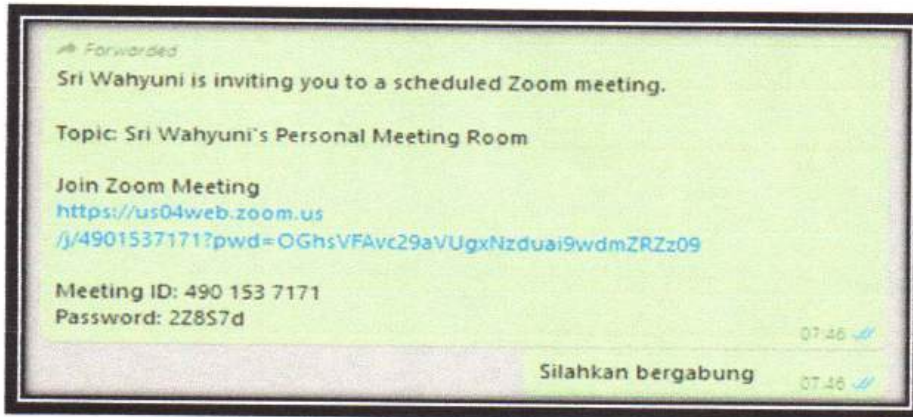 Forwarded
Sri Wahyuni is inviting you to a scheduled Zoom meeting.
Topic: Sri Wahyuni's Personal Meeting Room
Join Zoom Meeting
https://us04web.zoom.us
/j/4901537171?pwd=OGhsVFAvc29aVUgxNzduai9wdmZRZz09
Meeting ID: 490 153 7171
Password: 2Z8S7d
07:46
Silahkan bergabung
07:46